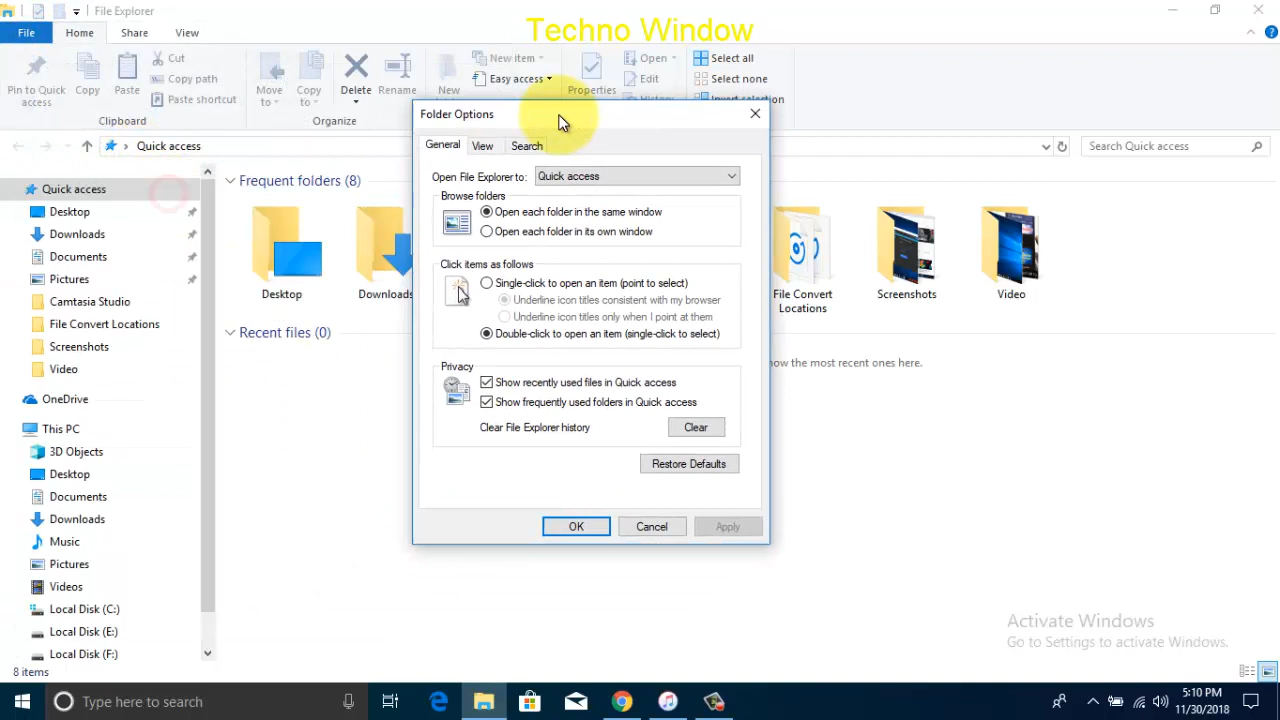 File Explorer
Techno Window
File
Home
Share
View
Pin to Quick access
Copy
Paste
Cut
Copy path
Paste shortcut
Clipboard
Move to
Copy to
Delete
Rename
Organize
New
New item
Easy access
Properties
Open
Edit
History
Select all
Select none
Invert selection
Quick access
Search Quick access
Quick access
Desktop
Downloads
Documents
Pictures
Camtasia Studio
File Convert Locations
Screenshots
Video
OneDrive
This PC
3D Objects
Desktop
Documents
Downloads
Music
Pictures
Videos
Local Disk (C:)
Local Disk (E:)
Local Disk (F:)
8 items
Frequent folders (8)
Desktop
Downloads
File Convert Locations
Screenshots
Video
Recent files (0)
how the most recent ones here.
Folder Options
General
View
Search
Open File Explorer to:
Quick access
Browse folders
Open each folder in the same window
Open each folder in its own window
Click items as follows
Single-click to open an item (point to select)
Underline icon titles consistent with my browser
Underline icon titles only when I point at them
Double-click to open an item (single-click to select)
Privacy
Show recently used files in Quick access
Show frequently used folders in Quick access
Clear File Explorer history
Clear
Restore Defaults
OK
Cancel
Apply
Activate Windows
Go to Settings to activate Windows.
Type here to search
5:10 PM
11/30/2018